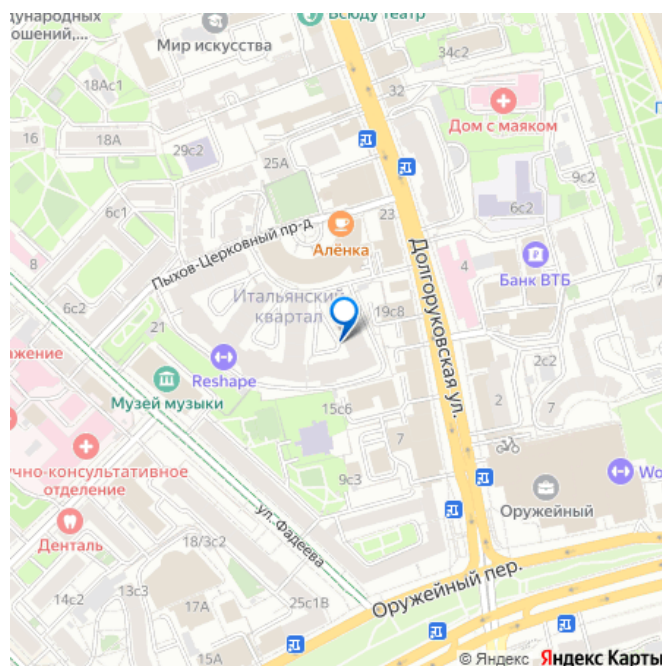 дународных
ошений,...
Всюду театр
Мир искусства
34с2
18Ас1
32
Дом с маяком
16
18А
29с2
25А
9с2
6с1
23
6с2
Пыхов-Церковный пр-д
Алёнка
Долгоруковская ул.
8
4
Банк ВТБ
Итальянский
квартал
19с8
6с2
21
ажение
Reshape
2с2
Музей музыки
15с6
2
7
7
учно-консультативное
отделение
9с3
Wo
Оружейный
Денталь
ул. Фадеева
18/3с2
13с3
14с2
17А
25с1В
Оружейный пер.
15А
© Яндекс Яндекс Карты